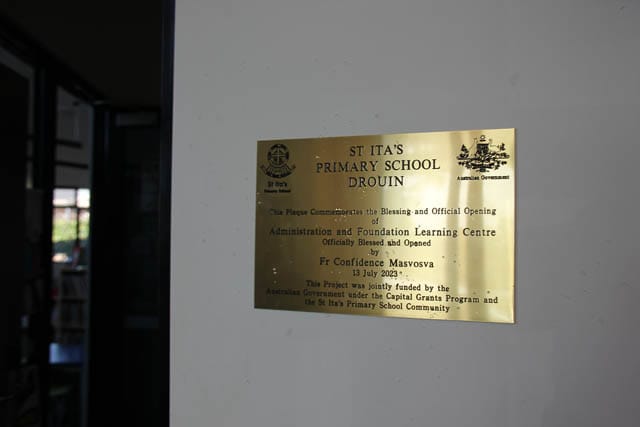 ST ITA'S
PRIMARY SCHOOL
DROUIN
St Ita's
Primary School
Australian Government
This Plaque Commemorates the Blessing and Official Opening
of
Administration and Foundation Learning Centre
Officially Blessed and Opened
by
Fr Confidence Masvosva
13 July 2023
This Project was jointly funded by the
Australian Government under the Capital Grants Program and
the St Ita's Primary School Community